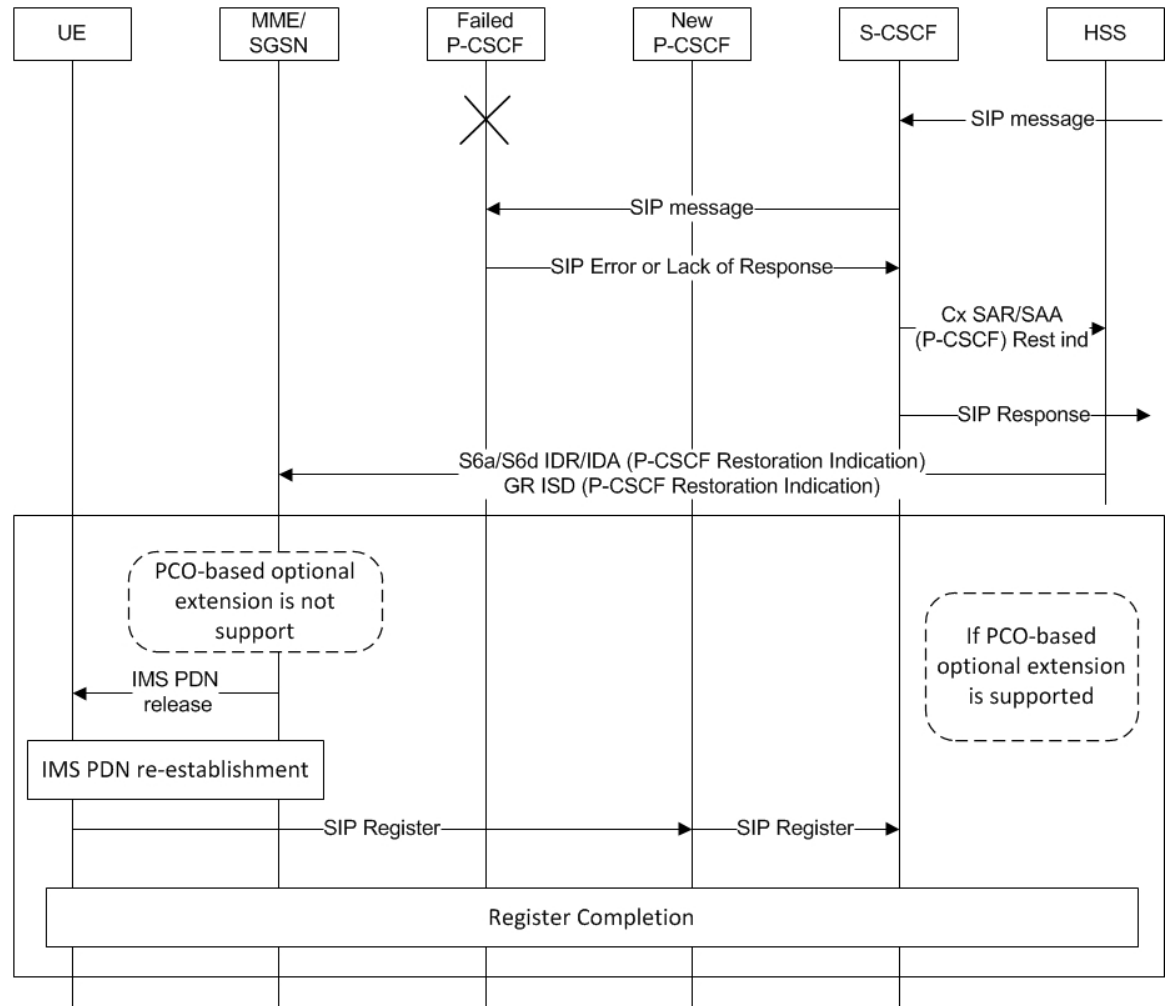 UE
MME/
SGSN
Failed
P-CSCF
New
P-CSCF
S-CSCF
HSS
SIP message
SIP message
SIP Error or Lack of Response
Cx SAR/SAA
(P-CSCF) Rest ind
SIP Response
S6a/S6d IDR/IDA (P-CSCF Restoration Indication)
GR ISD (P-CSCF Restoration Indication)
PCO-based optional
extension is not
support
If PCO-based
optional extension
is supported
IMS PDN
release
IMS PDN re-establishment
SIP Register
SIP Register
Register Completion